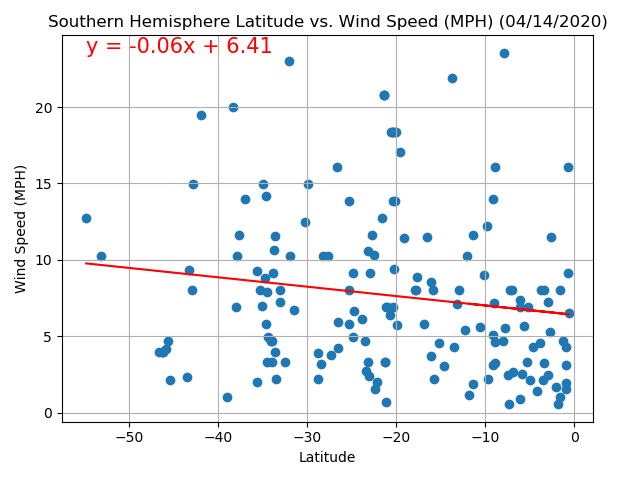 Southern Hemisphere Latitude vs. Wind Speed (MPH) (04/14/2020)
y = -0.06x + 6.41
20
15
10
5
0
Wind Speed (MPH)
−50 −40 −30 −20 −10 0
Latitude